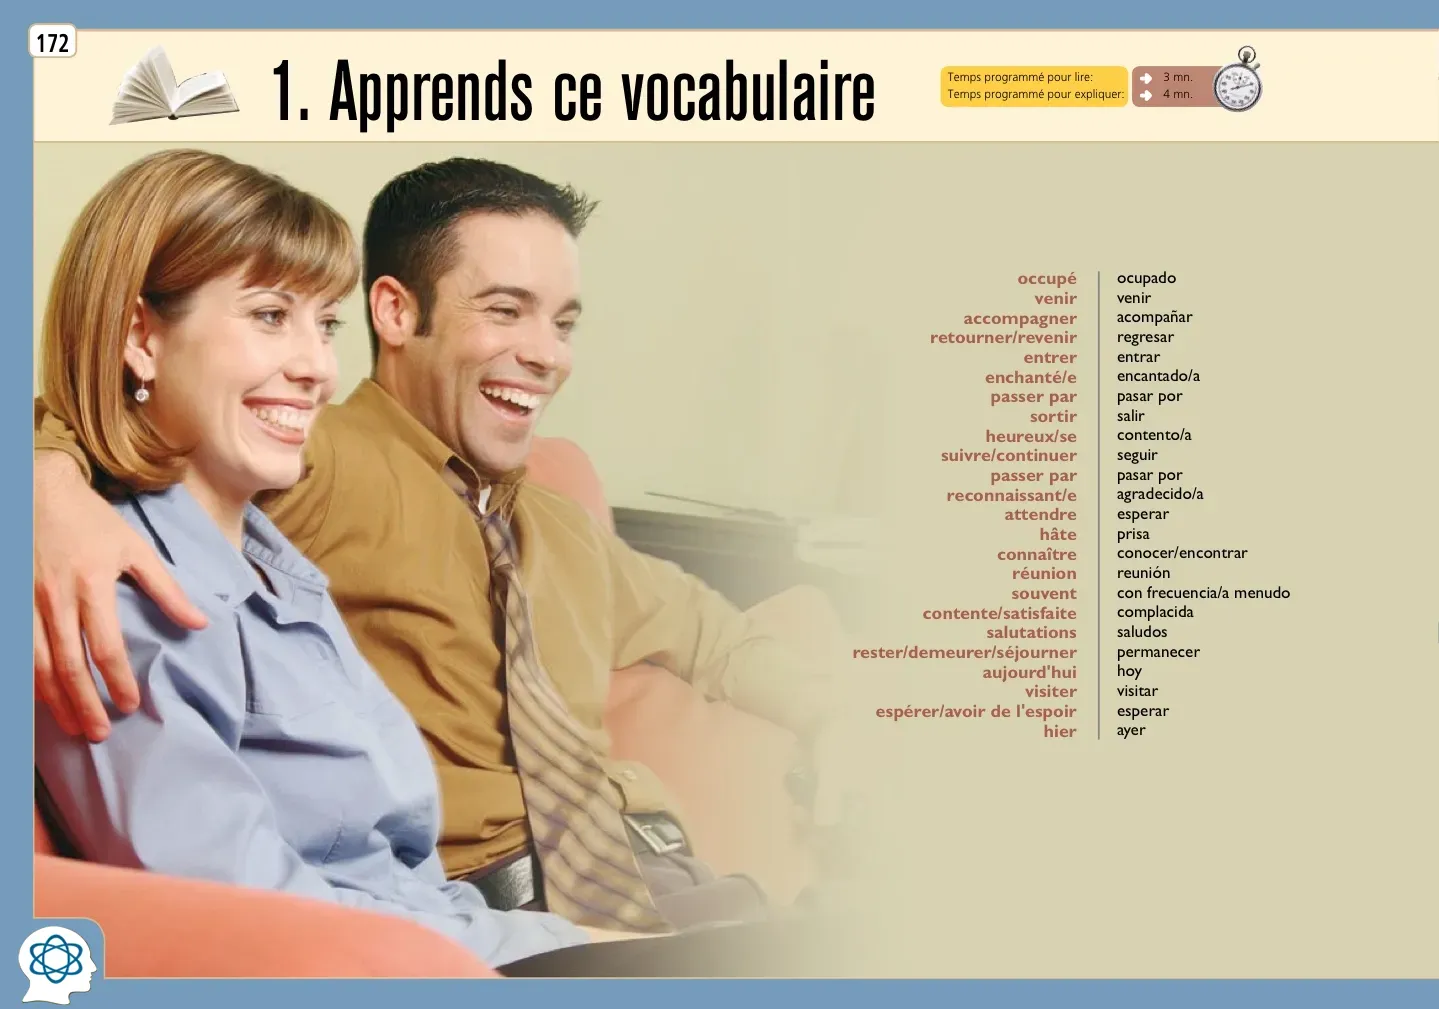 172
1. Apprends ce vocabulaire
Temps programmé pour lire: 3 mn.
Temps programmé pour expliquer: 4 mn.
occupé ocupado
venir venir
accompagner acompañar
retourner/revenir regresar
entrer entrar
enchanté/e encantado/a
passer par pasar por
sortir salir
heureux/se contento/a
suivre/continuer seguir
passer par pasar por
reconnaissant/e agradecido/a
attendre esperar
hâte prisa
connaître conocer/encontrar
réunion reunión
souvent con frecuencia/a menudo
contente/satisfaite complacida
salutations saludos
rester/demeurer/séjourner permanecer
aujourd'hui hoy
visiter visitar
espérer/avoir de l'espoir esperar
hier ayer